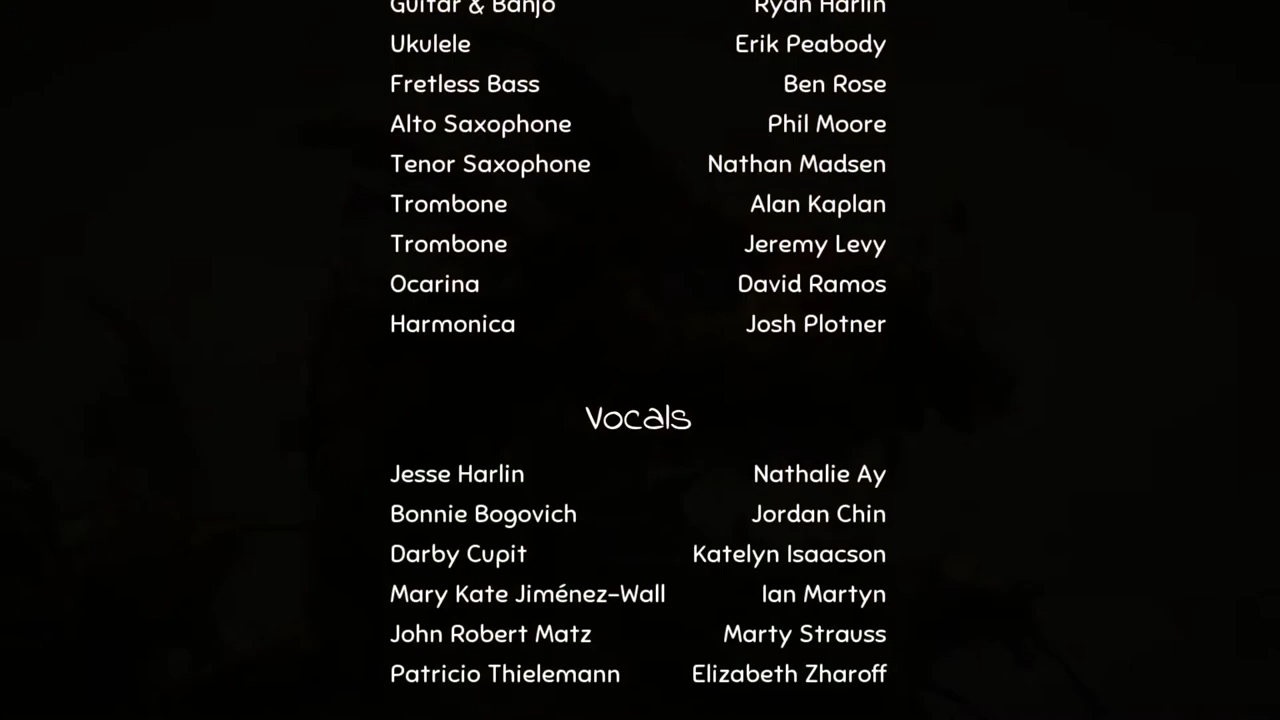 Guitar & Banjo Ryan Harlin
Ukulele Erik Peabody
Fretless Bass Ben Rose
Alto Saxophone Phil Moore
Tenor Saxophone Nathan Madsen
Trombone Alan Kaplan
Trombone Jeremy Levy
Ocarina David Ramos
Harmonica Josh Plotner
Vocals
Jesse Harlin Nathalie Ay
Bonnie Bogovich Jordan Chin
Darby Cupit Katelyn Isaacson
Mary Kate Jiménez-Wall Ian Martyn
John Robert Matz Marty Strauss
Patricio Thielemann Elizabeth Zharoff